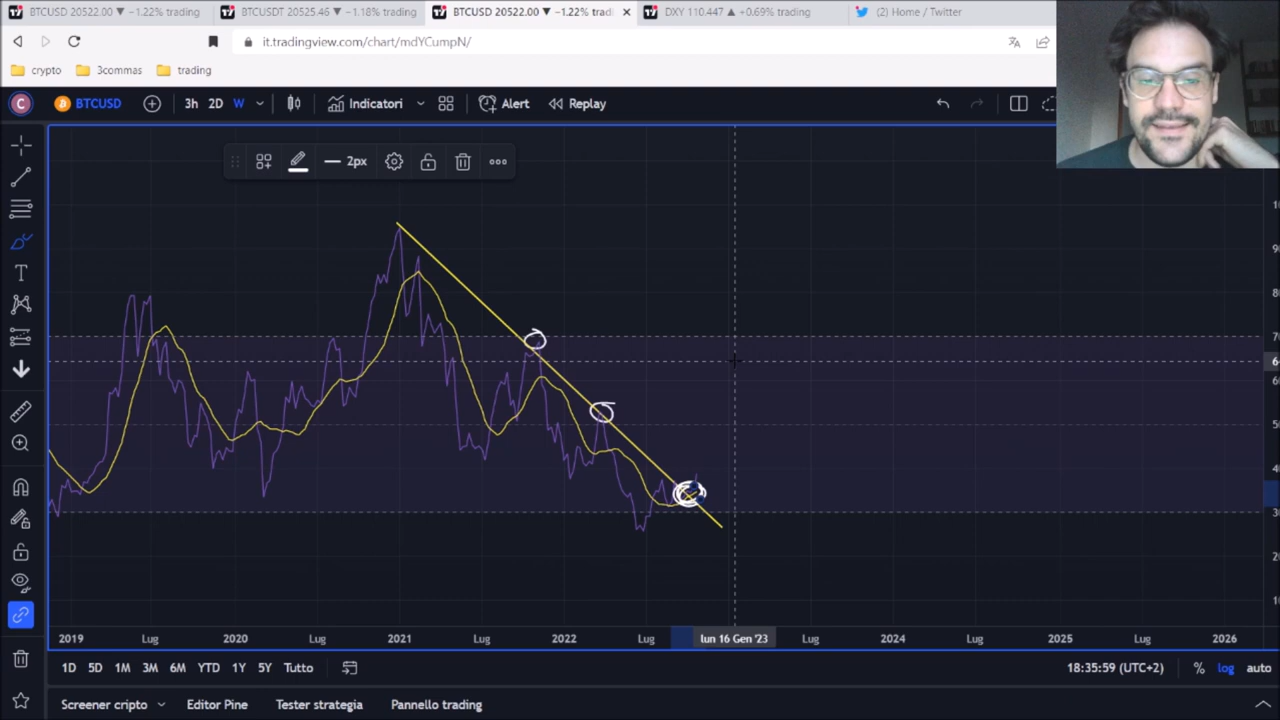 BTCUSD 20522.00 ▼ −1.22% trading
BTCUSDT 20525.46 ▼ −1.18% trading
BTCUSD 20522.00 ▼ −1.22% tradi
DXY 110.447 ▲ +0.69% trading
(2) Home / Twitter
it.tradingview.com/chart/mdYCumpN/
crypto
3commas
trading
C
BTCUSD
3h
2D
W
Indicatori
Alert
Replay
2px
2019
Lug
2020
Lug
2021
Lug
2022
Lug
lun 16 Gen '23
Lug
2024
Lug
2025
Lug
2026
1D
5D
1M
3M
6M
YTD
1Y
5Y
Tutto
18:35:59 (UTC+2)
%
log
auto
Screener cripto
Editor Pine
Tester strategia
Pannello trading